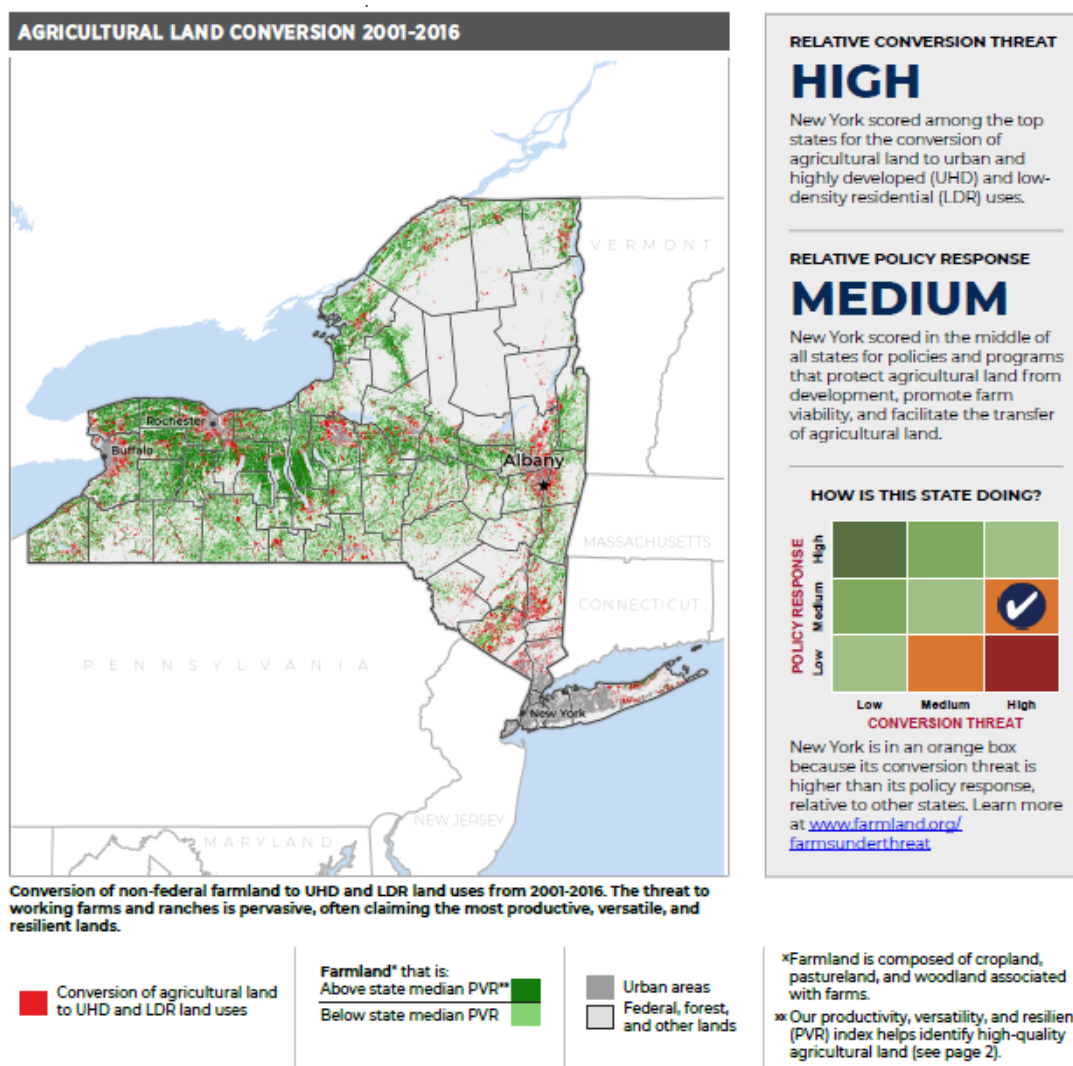 AGRICULTURAL LAND CONVERSION 2001-2016
VERMONT
Rochester
Buffalo
Albany
MASSACHUSETTS
CONNECTICUT
PENNSYLVANIA
New York
NEW JERSEY
MARYLAND
Conversion of non-federal farmland to UHD and LDR land uses from 2001-2016. The threat to
working farms and ranches is pervasive, often claiming the most productive, versatile, and
resilient lands.
RELATIVE CONVERSION THREAT
HIGH
New York scored among the top
states for the conversion of
agricultural land to urban and
highly developed (UHD) and low-
density residential (LDR) uses.
RELATIVE POLICY RESPONSE
MEDIUM
New York scored in the middle of
all states for policies and programs
that protect agricultural land from
development, promote farm
viability, and facilitate the transfer
of agricultural land.
HOW IS THIS STATE DOING?
POLICY RESPONSE
High
Medium
Low
Low Medium High
CONVERSION THREAT
New York is in an orange box
because its conversion threat is
higher than its policy response,
relative to other states. Learn more
at www.farmland.org/
farmsunderthreat
Conversion of agricultural land
to UHD and LDR land uses
Farmland* that is:
Above state median PVR**
Below state median PVR
Urban areas
Federal, forest,
and other lands
*Farmland is composed of cropland,
pastureland, and woodland associated
with farms.
** Our productivity, versatility, and resilien
(PVR) index helps identify high-quality
agricultural land (see page 2).